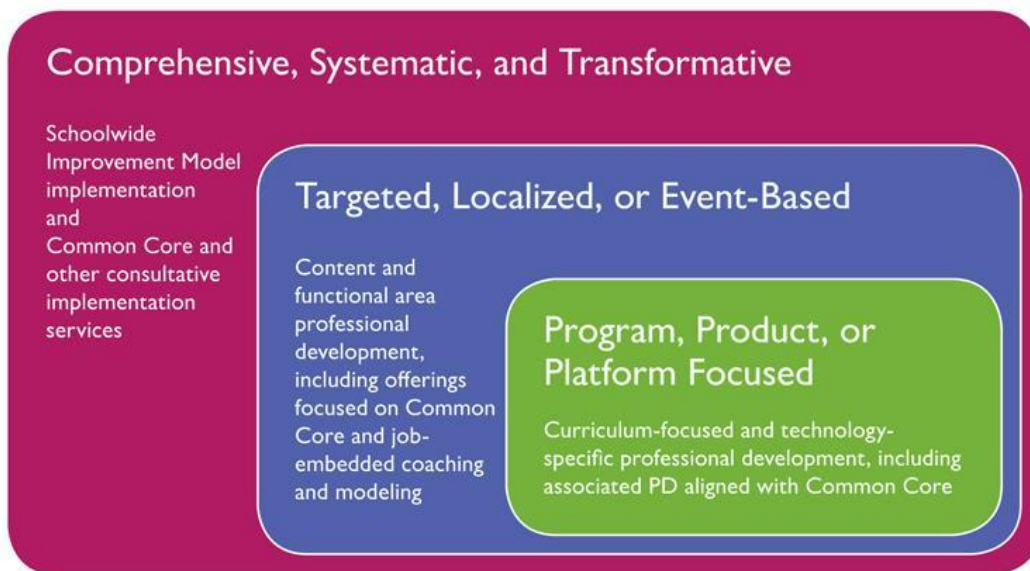 Comprehensive, Systematic, and Transformative
Schoolwide
Improvement Model
implementation
and
Common Core and
other consultative
implementation
services
Targeted, Localized, or Event-Based
Content and
functional area
professional
development,
including offerings
focused on Common
Core and job-
embedded coaching
and modeling
Program, Product, or
Platform Focused
Curriculum-focused and technology-
specific professional development, including
associated PD aligned with Common Core